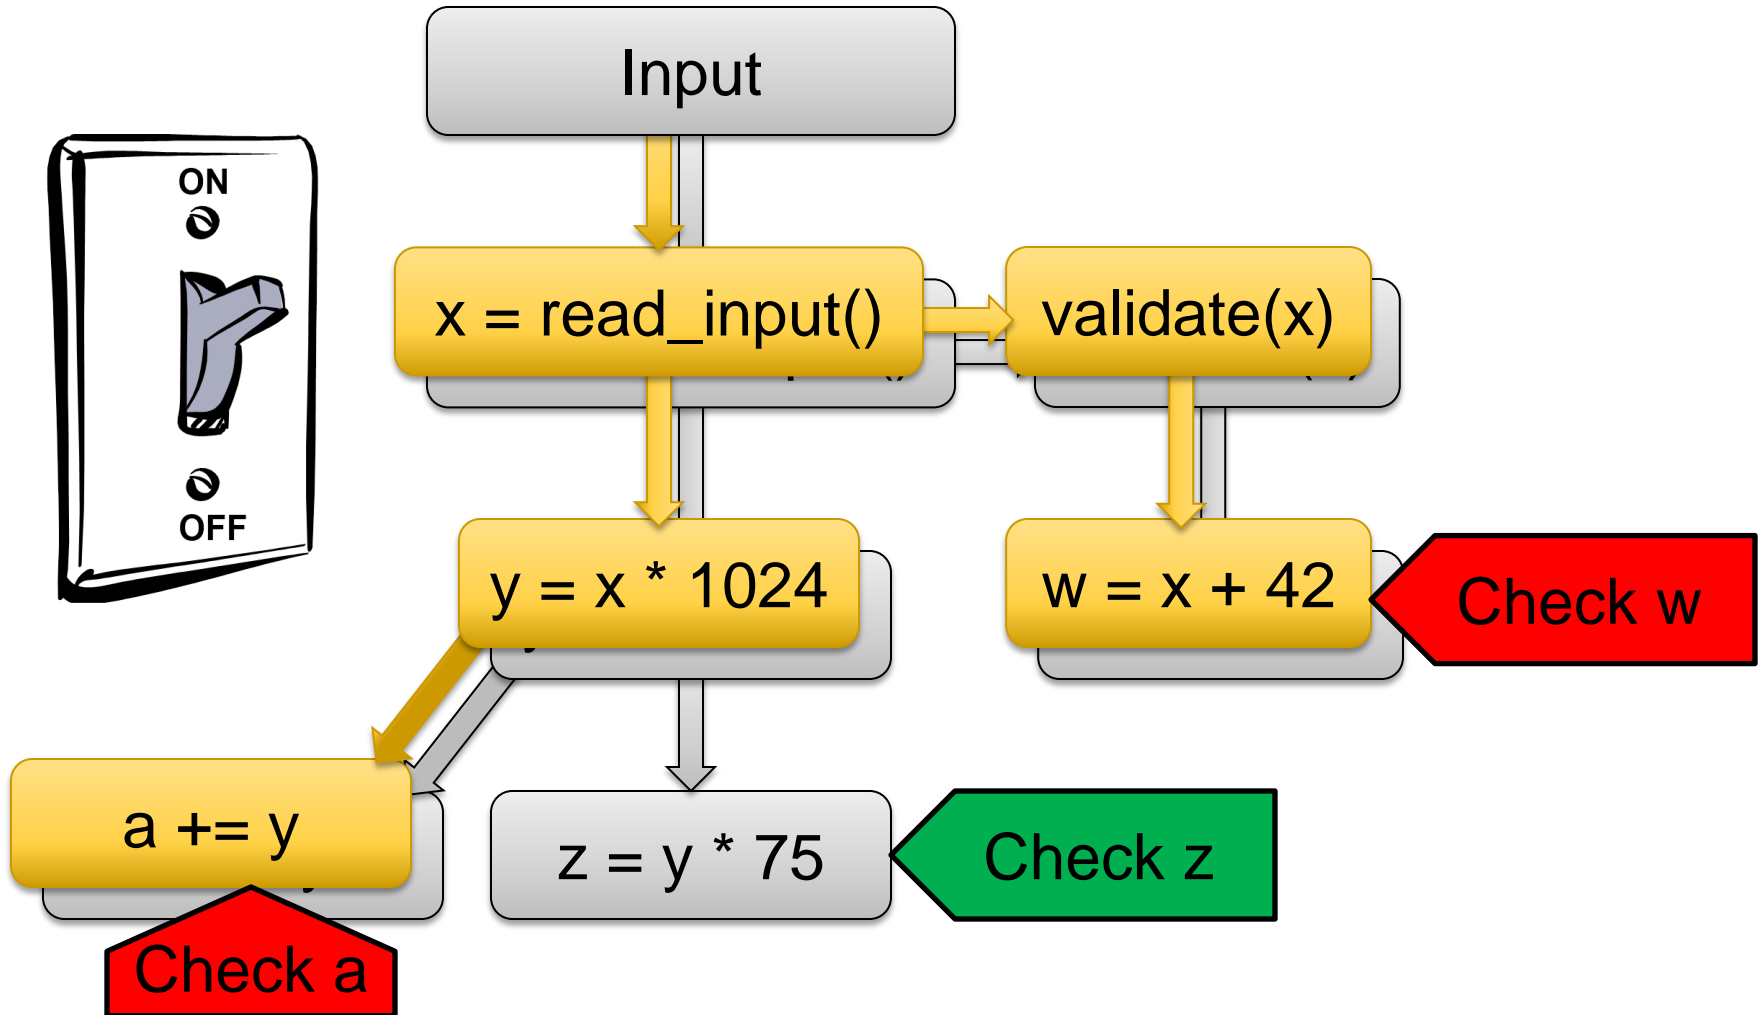 Input
ON
x = read_input()
validate(x)
OFF
y = x * 1024
w = x + 42
Check w
a += y
z = y * 75
Check z
Check a